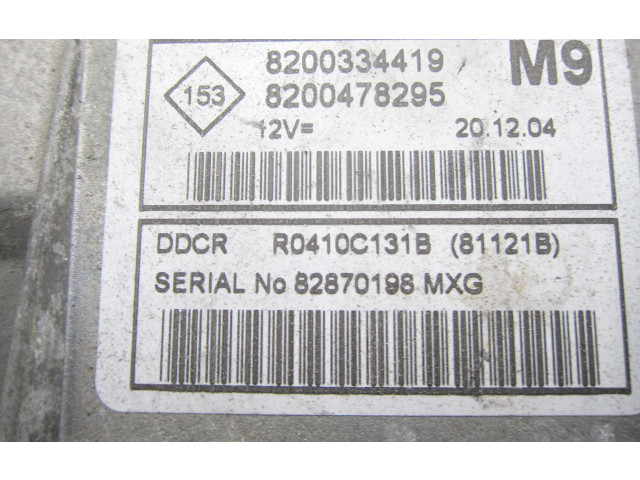 8200334419 M9
153 8200478295
12V= 20.12.04
DDCR R0410C131B (81121B)
SERIAL No 82870198 MXG